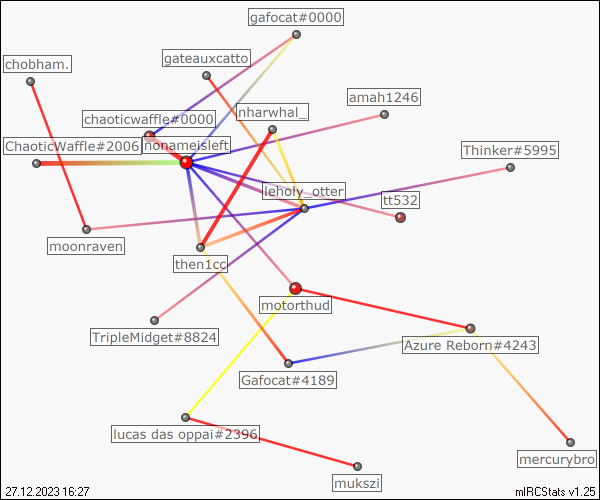 gafocat#0000
gateauxcatto
chobham.
amah1246
nharwhal_
chaoticwaffle#0000
ChaoticWaffle#2006
nonameisleft
Thinker#5995
leholy_otter
tt532
moonraven
then1cc
motorthud
TripleMidget#8824
Azure Reborn#4243
Gafocat#4189
lucas das oppai#2396
mercurybro
mukszi
27.12.2023 16:27
mIRCStats v1.25